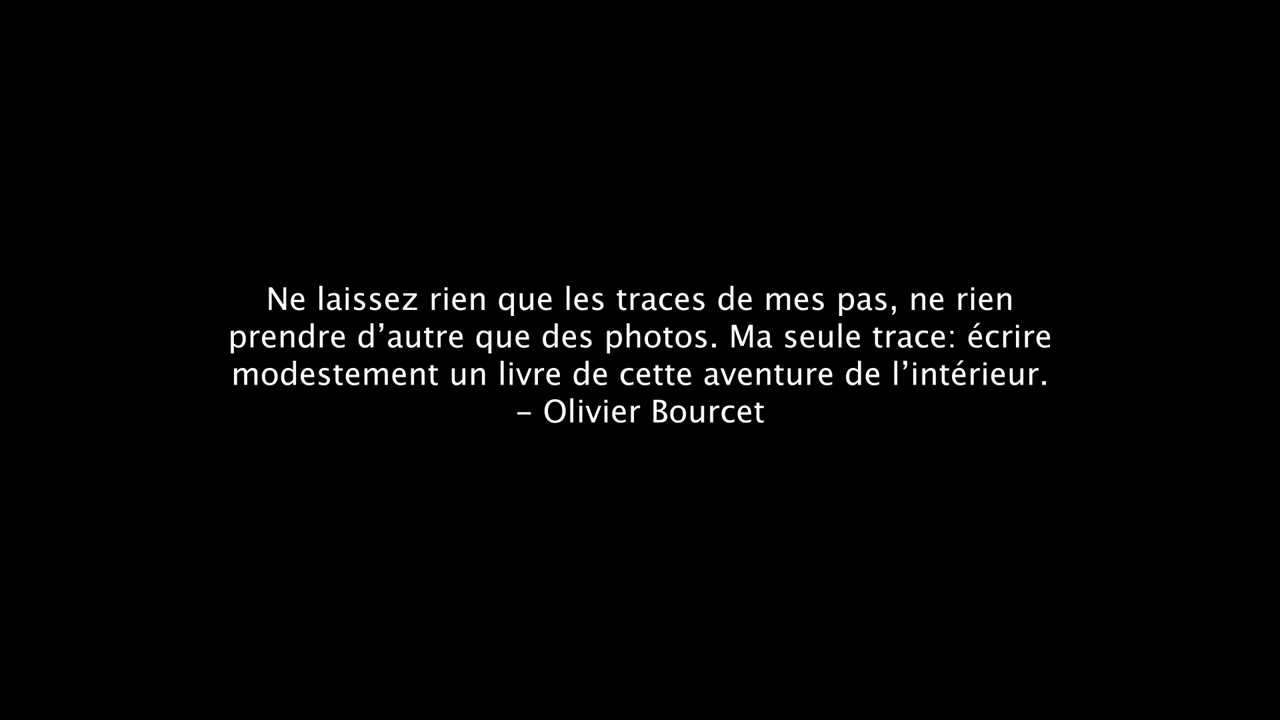 Ne laissez rien que les traces de mes pas, ne rien
prendre d’autre que des photos. Ma seule trace: écrire
modestement un livre de cette aventure de l’intérieur.
– Olivier Bourcet